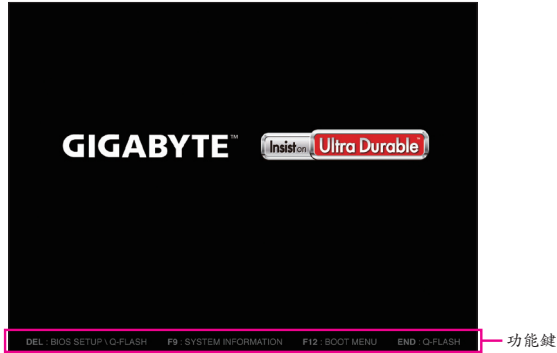 GIGABYTE™ Insist on Ultra Durable™
DEL : BIOS SETUP \ Q-FLASH F9 : SYSTEM INFORMATION F12 : BOOT MENU END : Q-FLASH 功能鍵